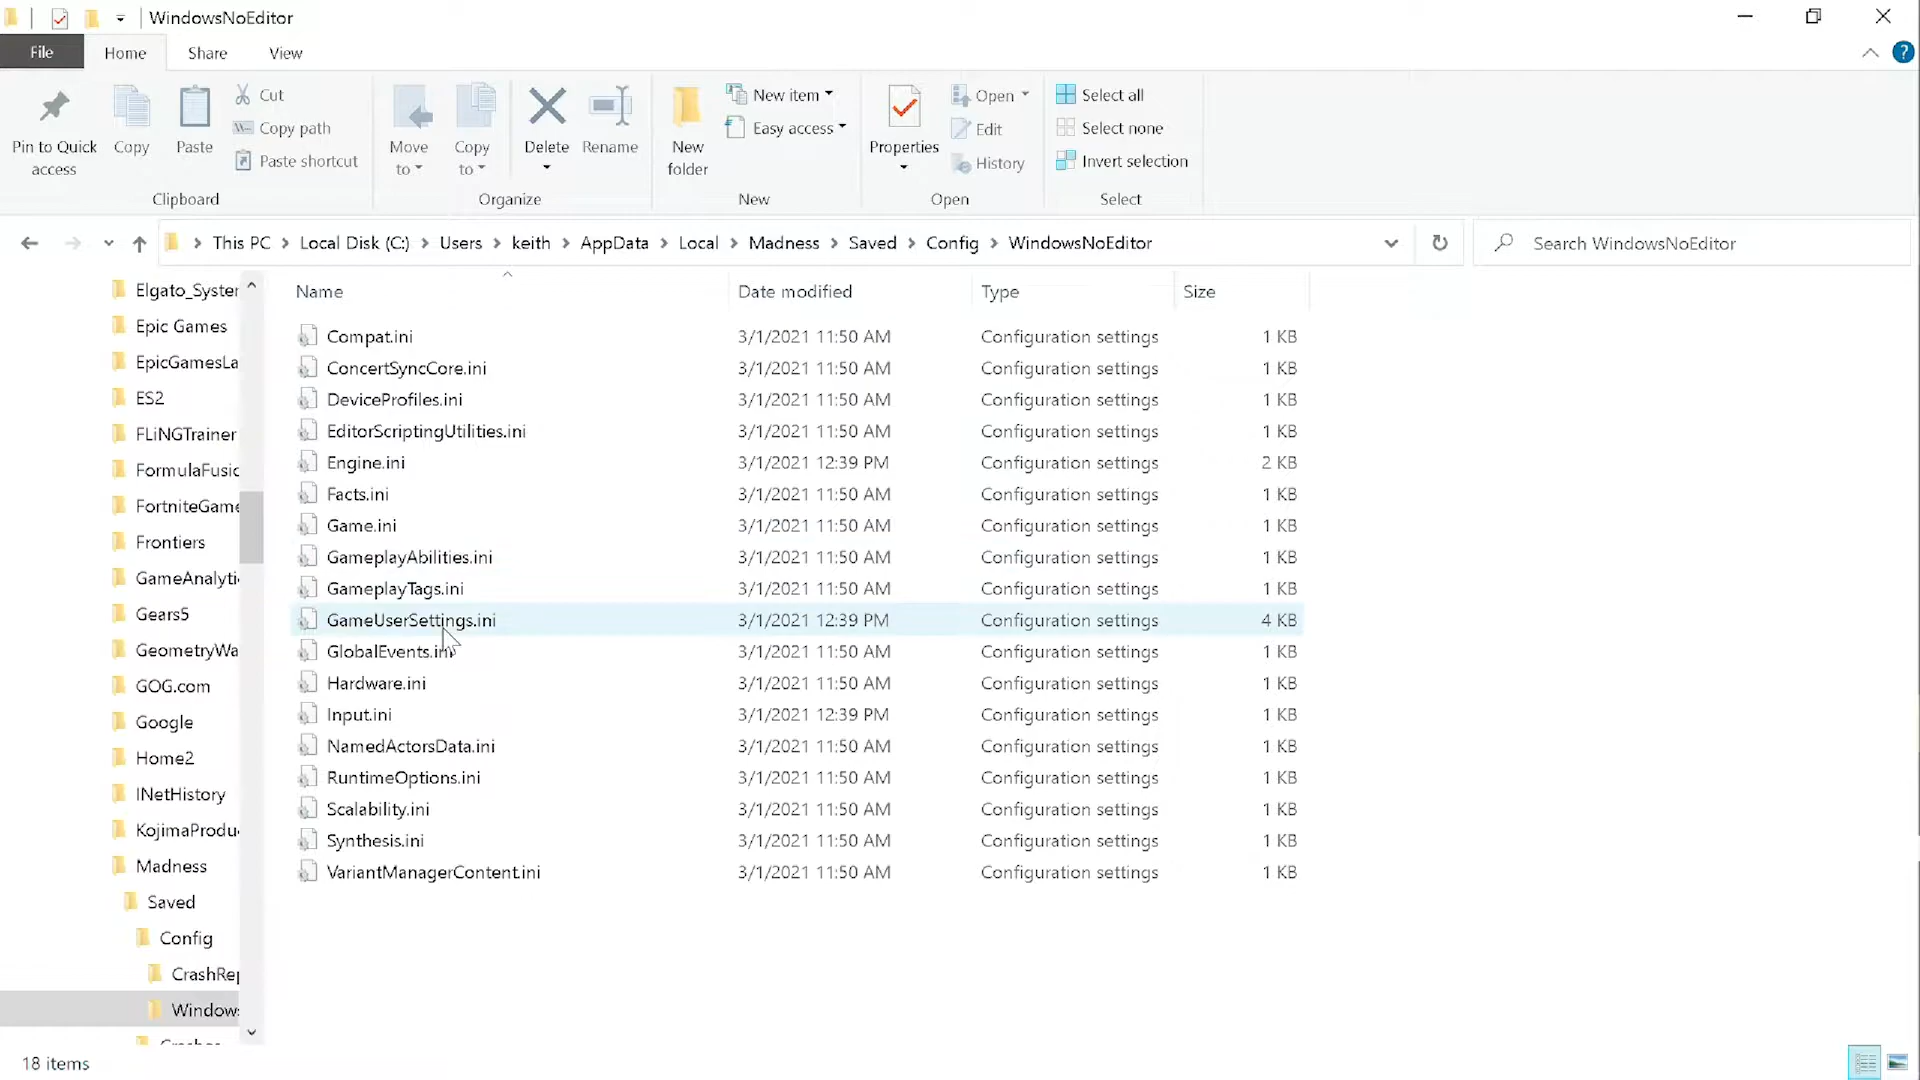 WindowsNoEditor
File
Home
Share
View
Pin to Quick
access
Copy
Paste
Cut
Copy path
Paste shortcut
Clipboard
Move
to
Copy
to
Delete
Rename
Organize
New
folder
New item
Easy access
New
Properties
Open
Edit
History
Open
Select all
Select none
Invert selection
Select
This PC > Local Disk (C:) > Users > keith > AppData > Local > Madness > Saved > Config > WindowsNoEditor
Search WindowsNoEditor
Elgato_System
Epic Games
EpicGamesLa
ES2
FLiNGTrainer
FormulaFusic
FortniteGame
Frontiers
GameAnalyti
Gears5
GeometryWa
GOG.com
Google
Home2
INetHistory
KojimaProdu
Madness
Saved
Config
CrashRep
Windows
Name Date modified Type Size
Compat.ini 3/1/2021 11:50 AM Configuration settings 1 KB
ConcertSyncCore.ini 3/1/2021 11:50 AM Configuration settings 1 KB
DeviceProfiles.ini 3/1/2021 11:50 AM Configuration settings 1 KB
EditorScriptingUtilities.ini 3/1/2021 11:50 AM Configuration settings 1 KB
Engine.ini 3/1/2021 12:39 PM Configuration settings 2 KB
Facts.ini 3/1/2021 11:50 AM Configuration settings 1 KB
Game.ini 3/1/2021 11:50 AM Configuration settings 1 KB
GameplayAbilities.ini 3/1/2021 11:50 AM Configuration settings 1 KB
GameplayTags.ini 3/1/2021 11:50 AM Configuration settings 1 KB
GameUserSettings.ini 3/1/2021 12:39 PM Configuration settings 4 KB
GlobalEvents.ini 3/1/2021 11:50 AM Configuration settings 1 KB
Hardware.ini 3/1/2021 11:50 AM Configuration settings 1 KB
Input.ini 3/1/2021 12:39 PM Configuration settings 1 KB
NamedActorsData.ini 3/1/2021 11:50 AM Configuration settings 1 KB
RuntimeOptions.ini 3/1/2021 11:50 AM Configuration settings 1 KB
Scalability.ini 3/1/2021 11:50 AM Configuration settings 1 KB
Synthesis.ini 3/1/2021 11:50 AM Configuration settings 1 KB
VariantManagerContent.ini 3/1/2021 11:50 AM Configuration settings 1 KB
18 items